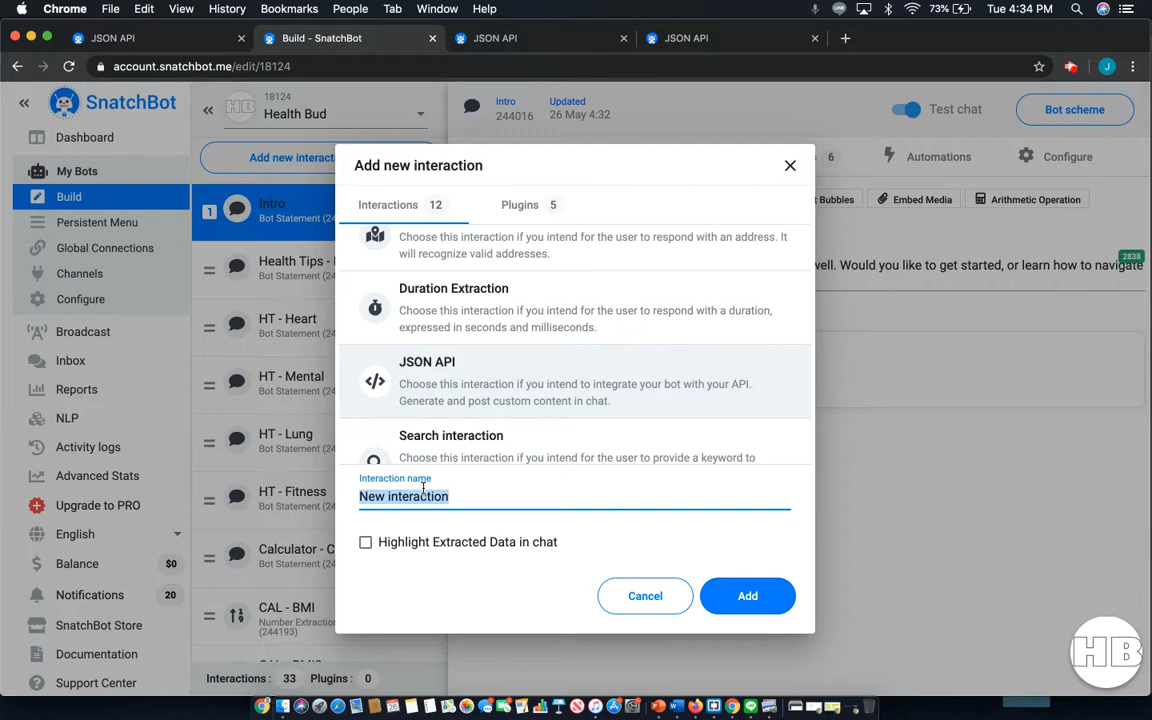 Chrome File Edit View History Bookmarks People Tab Window Help 73% Tue 4:34 PM
JSON API Build - SnatchBot JSON API JSON API
account.snatchbot.me/edit/18124 J
SnatchBot
Dashboard
My Bots
Build
Persistent Menu
Global Connections
Channels
Configure
Broadcast
Inbox
Reports
NLP
Activity logs
Advanced Stats
Upgrade to PRO
English
Balance $0
Notifications 20
SnatchBot Store
Documentation
Support Center
HB
18124
Health Bud
Add new interact
1
Intro
Bot Statement (24
Health Tips -
Bot Statement (24
HT - Heart
Bot Statement (24
HT - Mental
Bot Statement (24
HT - Lung
Bot Statement (24
HT - Fitness
Bot Statement (24
Calculator - C
Bot Statement (24
CAL - BMI
Number Extraction
(244193)
Interactions : 33 Plugins : 0
Intro
244016
Updated
26 May 4:32
Test chat
Bot scheme
6 Automations Configure
t Bubbles Embed Media Arithmetic Operation
2838
well. Would you like to get started, or learn how to navigate
Add new interaction
Interactions 12 Plugins 5
Choose this interaction if you intend for the user to respond with an address. It
will recognize valid addresses.
Duration Extraction
Choose this interaction if you intend for the user to respond with a duration,
expressed in seconds and milliseconds.
JSON API
Choose this interaction if you intend to integrate your bot with your API.
Generate and post custom content in chat.
Search interaction
Choose this interaction if you intend for the user to provide a keyword to
Interaction name
New interaction
Highlight Extracted Data in chat
Cancel Add
HB